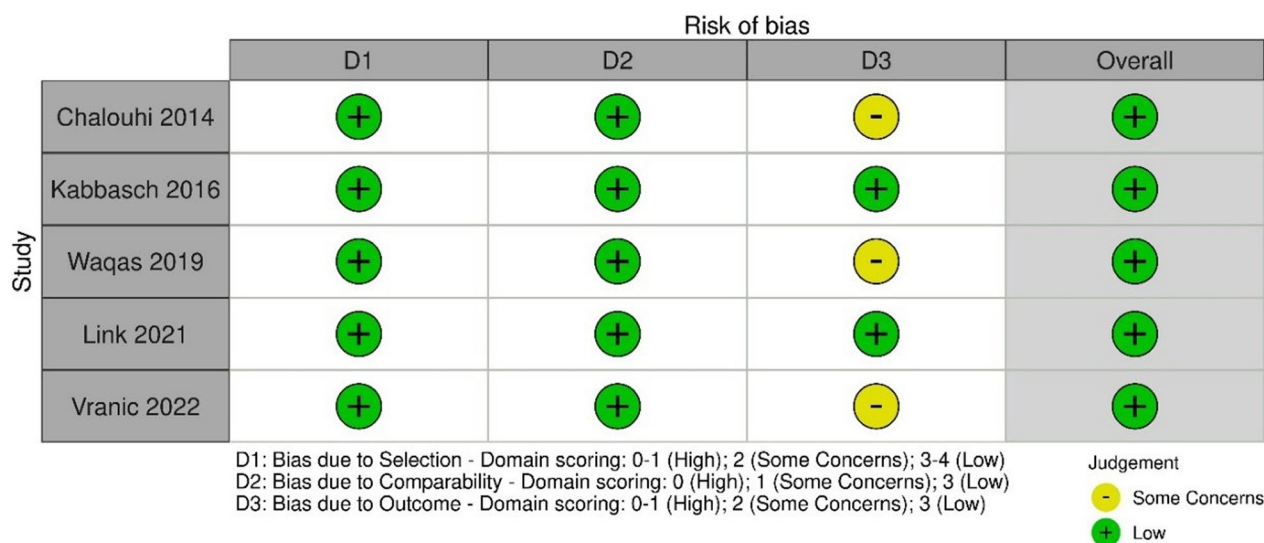 Risk of bias
D1 D2 D3 Overall
Study
Chalouhi 2014 + + - +
Kabbasch 2016 + + + +
Waqas 2019 + + - +
Link 2021 + + + +
Vranic 2022 + + - +
D1: Bias due to Selection - Domain scoring: 0-1 (High); 2 (Some Concerns); 3-4 (Low)
D2: Bias due to Comparability - Domain scoring: 0 (High); 1 (Some Concerns); 3 (Low)
D3: Bias due to Outcome - Domain scoring: 0-1 (High); 2 (Some Concerns); 3 (Low)
Judgement
- Some Concerns
+ Low